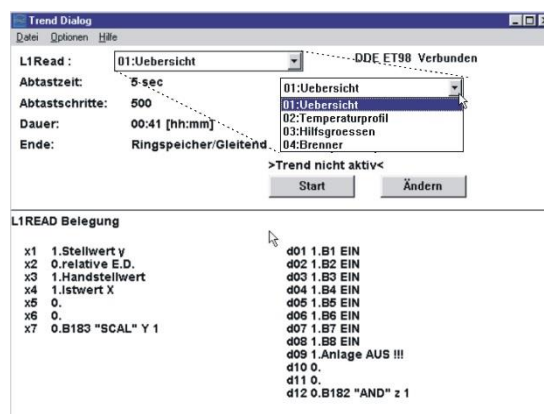 Trend Dialog
Datei Optionen Hilfe
L1Read : 01:Uebersicht DDE ET98 Verbunden
Abtastzeit: 5-sec
Abtastschritte: 500
Dauer: 00:41 [hh:mm]
Ende: Ringspeicher/Gleitend
01:Uebersicht
01:Uebersicht
02:Temperaturprofil
03:Hilfsgroessen
04:Brenner
>Trend nicht aktiv<
Start Ändern
L1READ Belegung
x1 1.Stellwert y
x2 0.relative E.D.
x3 1.Handstellwert
x4 1.Istwert X
x5 0.
x6 0.
x7 0.B183 "SCAL" Y 1
d01 1.B1 EIN
d02 1.B2 EIN
d03 1.B3 EIN
d04 1.B4 EIN
d05 1.B5 EIN
d06 1.B6 EIN
d07 1.B7 EIN
d08 1.B8 EIN
d09 1.Anlage AUS !!!
d10 0.
d11 0.
d12 0.B182 "AND" z 1